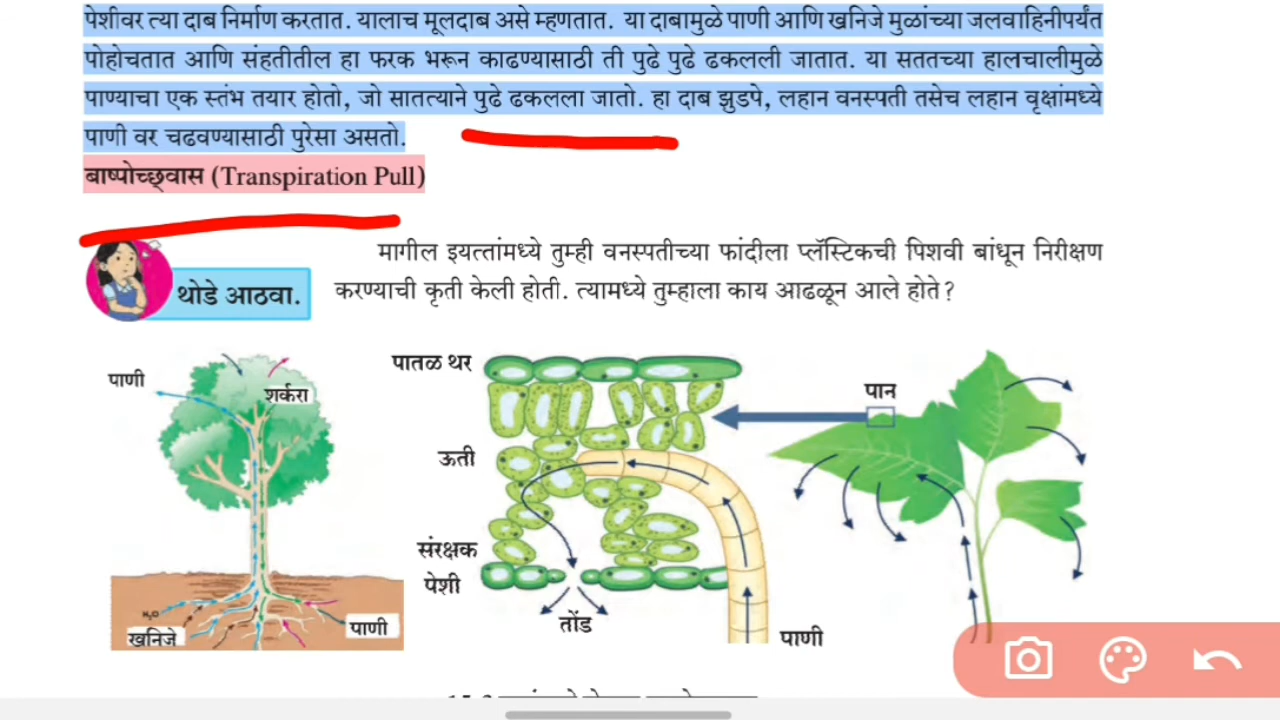 पेशीवर त्या दाब निर्माण करतात. यालाच मूलदाब असे म्हणतात. या दाबामुळे पाणी आणि खनिजे मुळांच्या जलवाहिनीपर्यंत
पोहोचतात आणि संहतीतील हा फरक भरून काढण्यासाठी ती पुढे पुढे ढकलली जातात. या सततच्या हालचालीमुळे
पाण्याचा एक स्तंभ तयार होतो, जो सातत्याने पुढे ढकलला जातो. हा दाब झुडपे, लहान वनस्पती तसेच लहान वृक्षांमध्ये
पाणी वर चढवण्यासाठी पुरेसा असतो.
बाष्पोच्छ्वास (Transpiration Pull)
थोडे आठवा.
मागील इयत्तांमध्ये तुम्ही वनस्पतीच्या फांदीला प्लॅस्टिकची पिशवी बांधून निरीक्षण
करण्याची कृती केली होती. त्यामध्ये तुम्हाला काय आढळून आले होते?
पाणी
शर्करा
H₂O
खनिजे
पाणी
पातळ थर
ऊती
संरक्षक
पेशी
तोंड
पाणी
पान